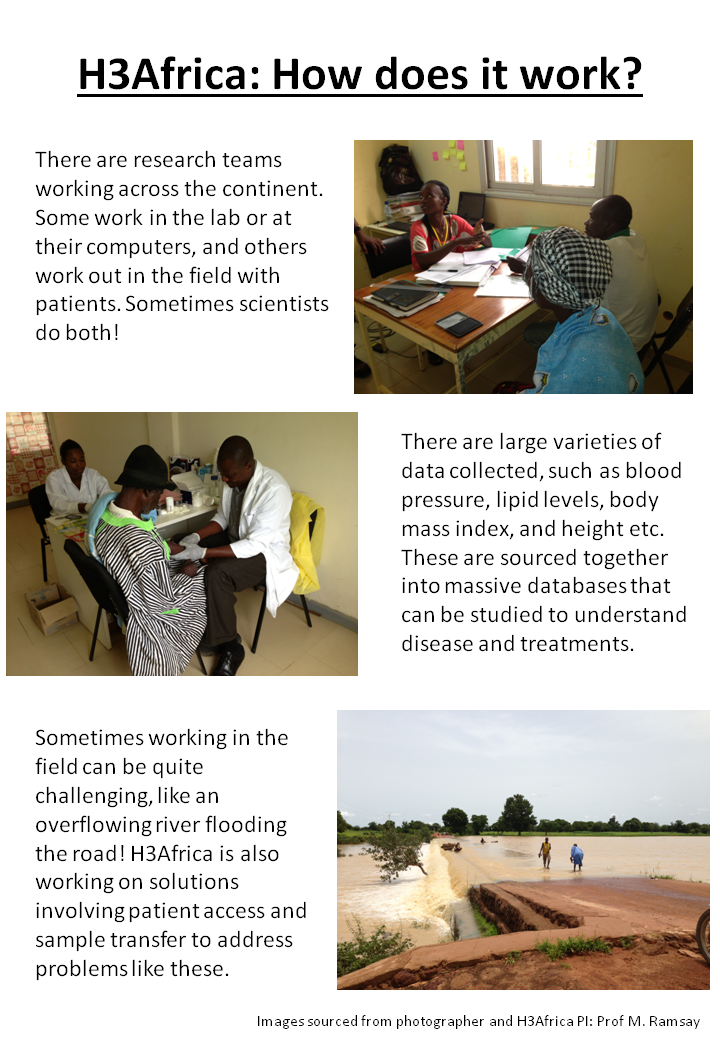 H3Africa: How does it work?
There are research teams
working across the continent.
Some work in the lab or at
their computers, and others
work out in the field with
patients. Sometimes scientists
do both!
There are large varieties of
data collected, such as blood
pressure, lipid levels, body
mass index, and height etc.
These are sourced together
into massive databases that
can be studied to understand
disease and treatments.
Sometimes working in the
field can be quite
challenging, like an
overflowing river flooding
the road! H3Africa is also
working on solutions
involving patient access and
sample transfer to address
problems like these.
Images sourced from photographer and H3Africa PI: Prof M. Ramsay